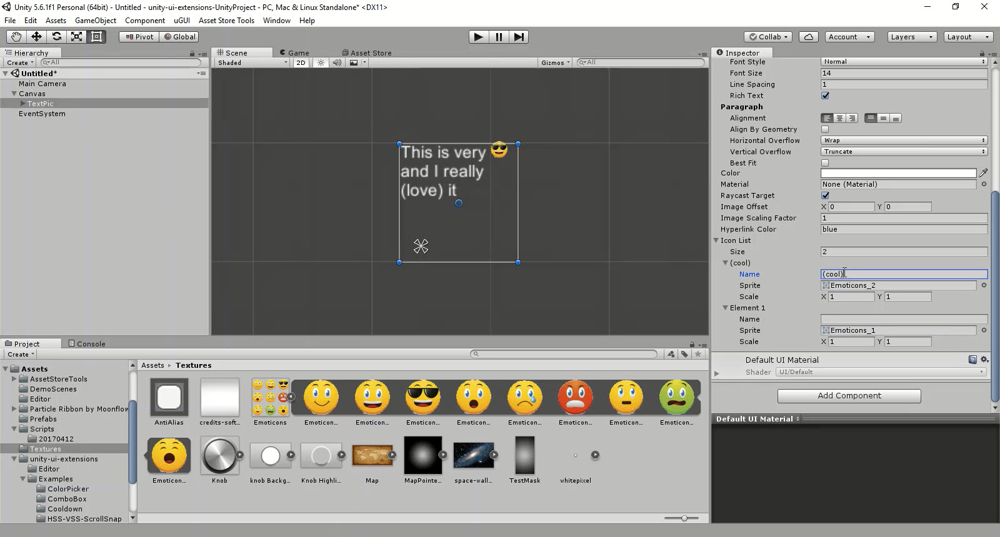 Unity 5.6.1f1 Personal (64bit) - Untitled - unity-ui-extensions-UnityProject - PC, Mac & Linux Standalone* <DX11>
File Edit Assets GameObject Component uGUI Asset Store Tools Window Help
Pivot Global Collab Account Layers Layout
Hierarchy
Create All
Untitled*
Main Camera
Canvas
TextPic
EventSystem
Scene Game Asset Store
Shaded 2D Gizmos All
This is very
and I really
(love) it
Inspector
Font Style Normal
Font Size 14
Line Spacing 1
Rich Text
Paragraph
Alignment
Align By Geometry
Horizontal Overflow Wrap
Vertical Overflow Truncate
Best Fit
Color
Material None (Material)
Raycast Target
Image Offset X 0 Y 0
Image Scaling Factor 1
Hyperlink Color blue
Icon List
Size 2
(cool)
Name (cool)
Sprite Emoticons_2
Scale X 1 Y 1
Element 1
Name
Sprite Emoticons_1
Scale X 1 Y 1
Default UI Material
Shader UI/Default
Add Component
Default UI Material
Project Console
Create
Assets
AssetStoreTools
DemoScenes
Editor
Particle Ribbon by Moonflow
Prefabs
Scripts
20170412
Textures
unity-ui-extensions
Editor
Examples
ColorPicker
ComboBox
Cooldown
HSS-VSS-ScrollSnap
Assets Textures
AntiAlias credits-soft... Emoticons Emoticon... Emoticon... Emoticon... Emoticon... Emoticon... Emoticon... Emoticon... Emoticon...
Emoticon... Knob knob Backg... Knob Highli... Map MapPointe... space-wall... TestMask whitepixel